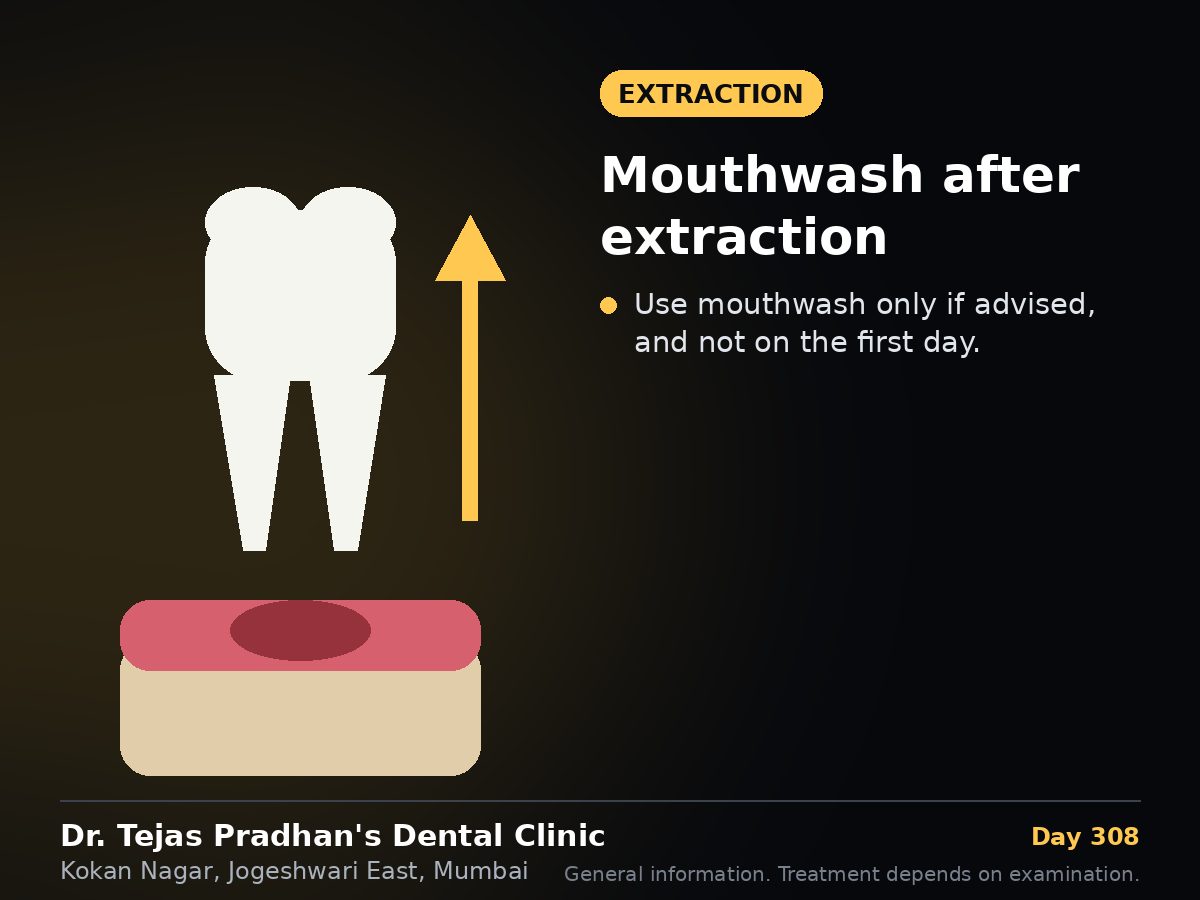 EXTRACTION
Mouthwash after
extraction
Use mouthwash only if advised,
and not on the first day.
Dr. Tejas Pradhan's Dental Clinic
Day 308
Kokan Nagar, Jogeshwari East, Mumbai
General information. Treatment depends on examination.